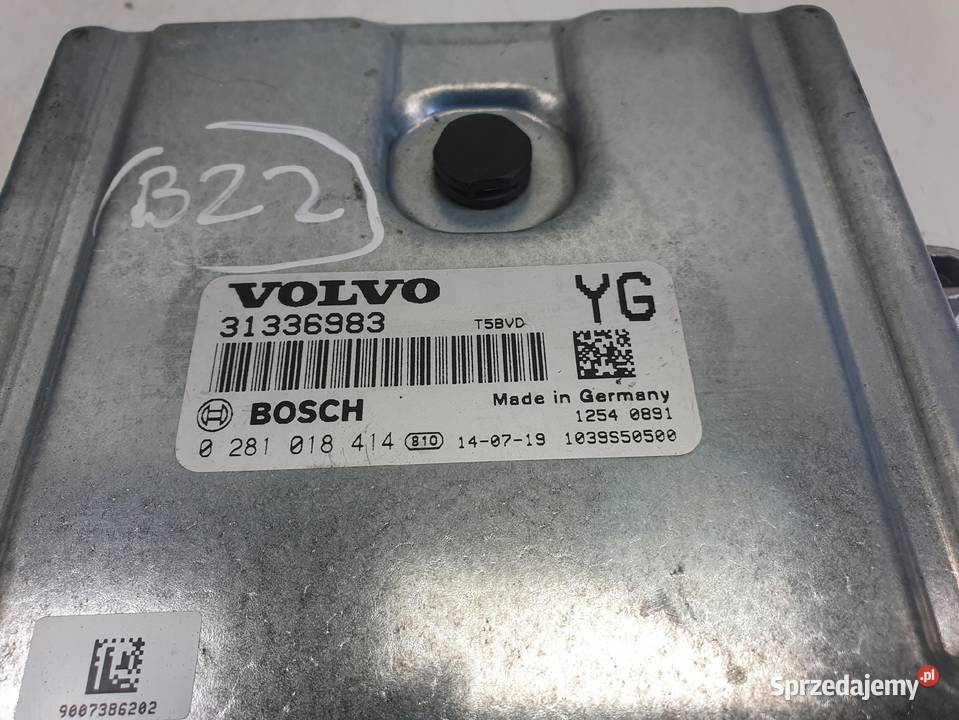 B22
VOLVO
YG
31336983 T5BVD
Made in Germany
BOSCH 1254 0891
0 281 018 414 810 14-07-19 1039S50500
9007386202
Sprzedajemy.pl